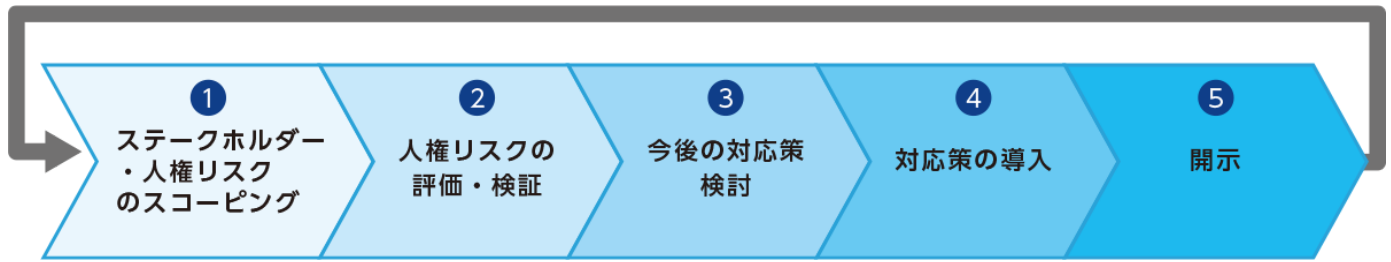 1
ステークホルダー
・人権リスク
のスコーピング
2
人権リスクの
評価・検証
3
今後の対応策
検討
4
対応策の導入
5
開示